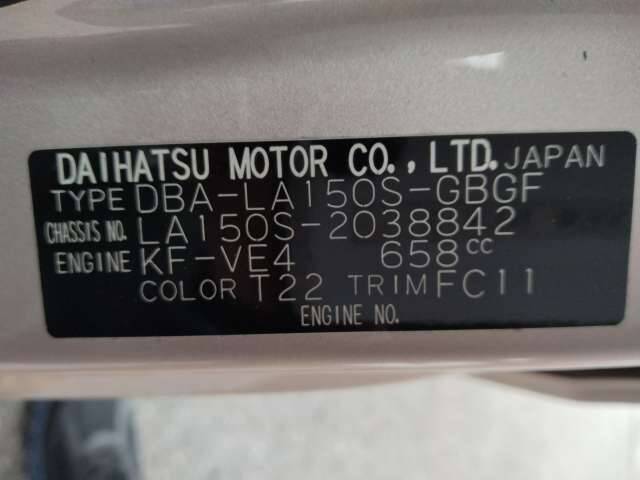 DAIHATSU MOTOR CO., LTD. JAPAN
TYPE DBA-LA150S-GBGF
CHASSIS NO. LA150S-2038842
ENGINE KF-VE4 658cc
COLOR T22 TRIM FC11
ENGINE NO.